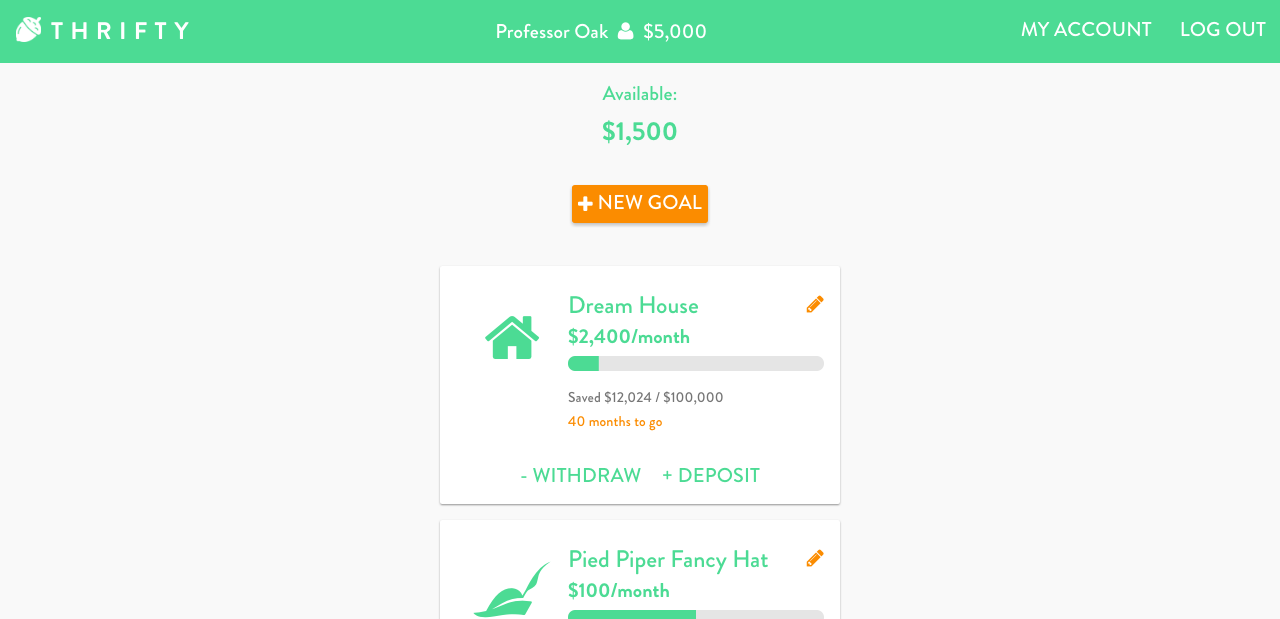 THRIFTY
Professor Oak $5,000
MY ACCOUNT
LOG OUT
Available:
$1,500
NEW GOAL
Dream House
$2,400/month
Saved $12,024 / $100,000
40 months to go
- WITHDRAW
+ DEPOSIT
Pied Piper Fancy Hat
$100/month